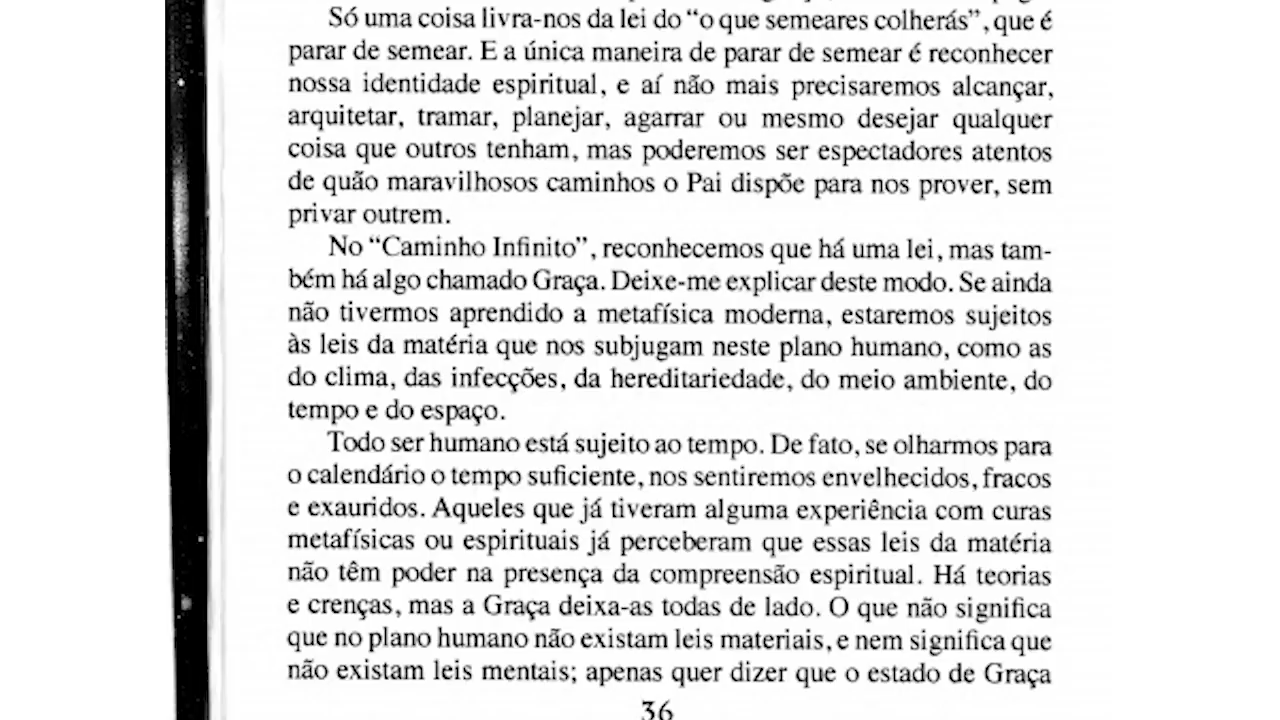 Só uma coisa livra-nos da lei do “o que semeares colherás”, que é
parar de semear. E a única maneira de parar de semear é reconhecer
nossa identidade espiritual, e aí não mais precisaremos alcançar,
arquitetar, tramar, planejar, agarrar ou mesmo desejar qualquer
coisa que outros tenham, mas poderemos ser espectadores atentos
de quão maravilhosos caminhos o Pai dispõe para nos prover, sem
privar outrem.
No “Caminho Infinito”, reconhecemos que há uma lei, mas tam-
bém há algo chamado Graça. Deixe-me explicar deste modo. Se ainda
não tivermos aprendido a metafísica moderna, estaremos sujeitos
às leis da matéria que nos subjugam neste plano humano, como as
do clima, das infecções, da hereditariedade, do meio ambiente, do
tempo e do espaço.
Todo ser humano está sujeito ao tempo. De fato, se olharmos para
o calendário o tempo suficiente, nos sentiremos envelhecidos, fracos
e exauridos. Aqueles que já tiveram alguma experiência com curas
metafísicas ou espirituais já perceberam que essas leis da matéria
não têm poder na presença da compreensão espiritual. Há teorias
e crenças, mas a Graça deixa-as todas de lado. O que não significa
que no plano humano não existam leis materiais, e nem significa que
não existam leis mentais; apenas quer dizer que o estado de Graça
36